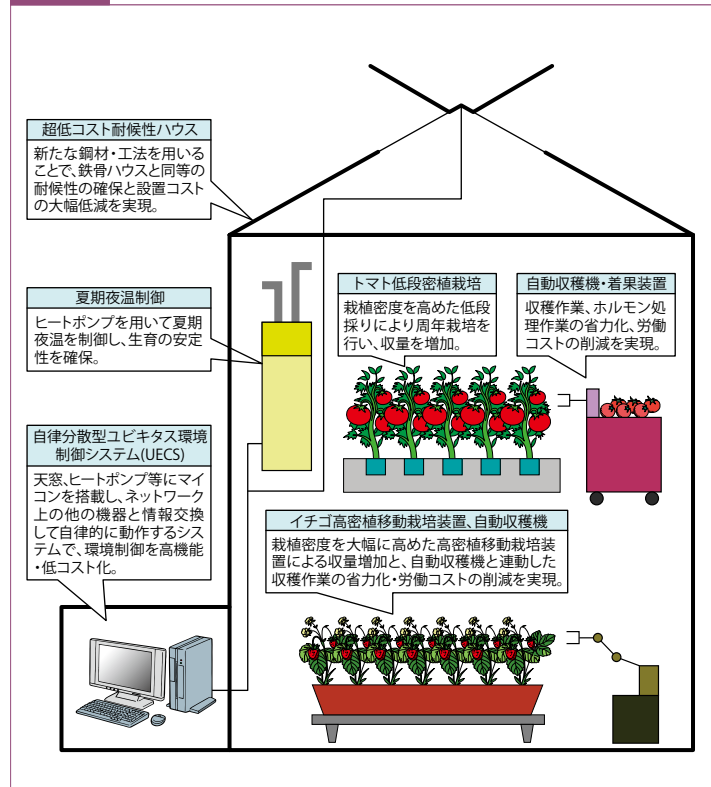 超低コスト耐候性ハウス
新たな鋼材・工法を用いる
ことで、鉄骨ハウスと同等の
耐候性の確保と設置コスト
の大幅低減を実現。
夏期夜温制御
ヒートポンプを用いて夏期
夜温を制御し、生育の安定
性を確保。
トマト低段密植栽培
栽植密度を高めた低段
採りにより周年栽培を
行い、収量を増加。
自動収穫機・着果装置
収穫作業、ホルモン処
理作業の省力化、労働
コストの削減を実現。
自律分散型ユビキタス環境
制御システム(UECS)
天窓、ヒートポンプ等にマイ
コンを搭載し、ネットワーク
上の他の機器と情報交換
して自律的に動作するシス
テムで、環境制御を高機能
・低コスト化。
イチゴ高密植移動栽培装置、自動収穫機
栽植密度を大幅に高めた高密植移動栽培装
置による収量増加と、自動収穫機と連動した
収穫作業の省力化・労働コストの削減を実現。